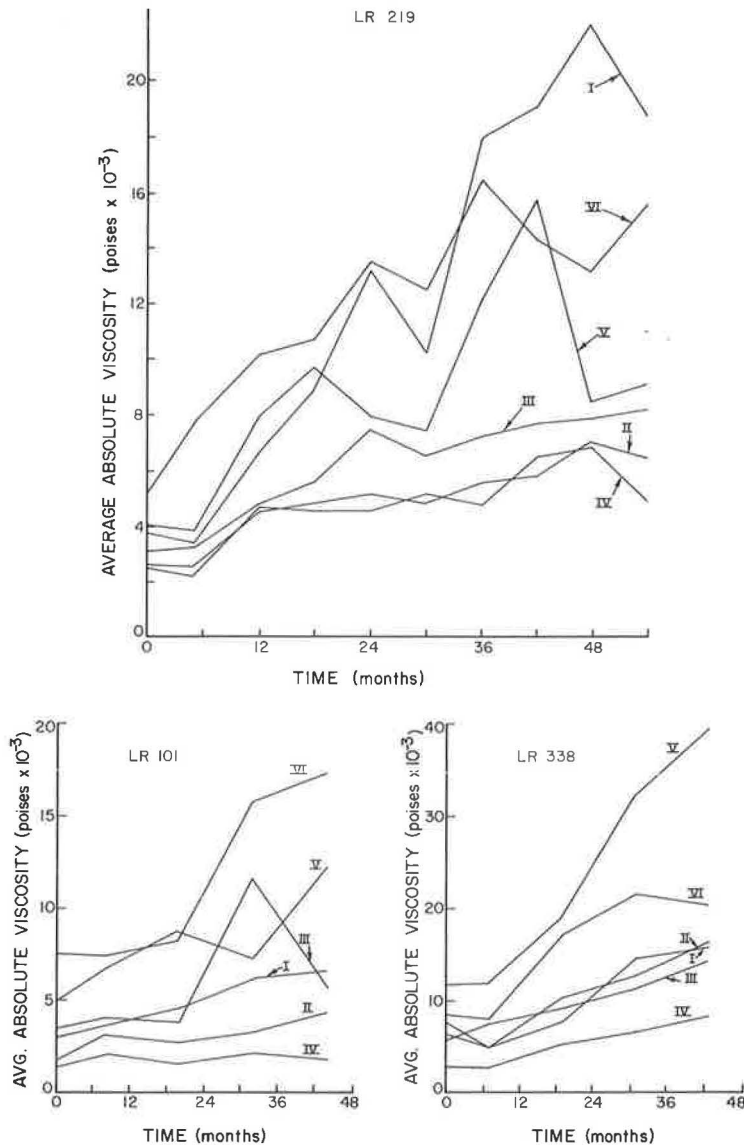 LR 219
AVERAGE ABSOLUTE VISCOSITY (poises x 10⁻³)
20
16
12
8
4
0
I
VI
V
III
II
IV
0 12 24 36 48
TIME (months)
LR 101
AVG. ABSOLUTE VISCOSITY (poises x 10⁻³)
20
15
10
5
0
VI
V
III
I
II
IV
0 12 24 36 48
TIME (months)
LR 338
AVG. ABSOLUTE VISCOSITY (poises x 10⁻³)
40
30
20
10
0
V
VI
II
I
III
IV
0 12 24 36 48
TIME (months)